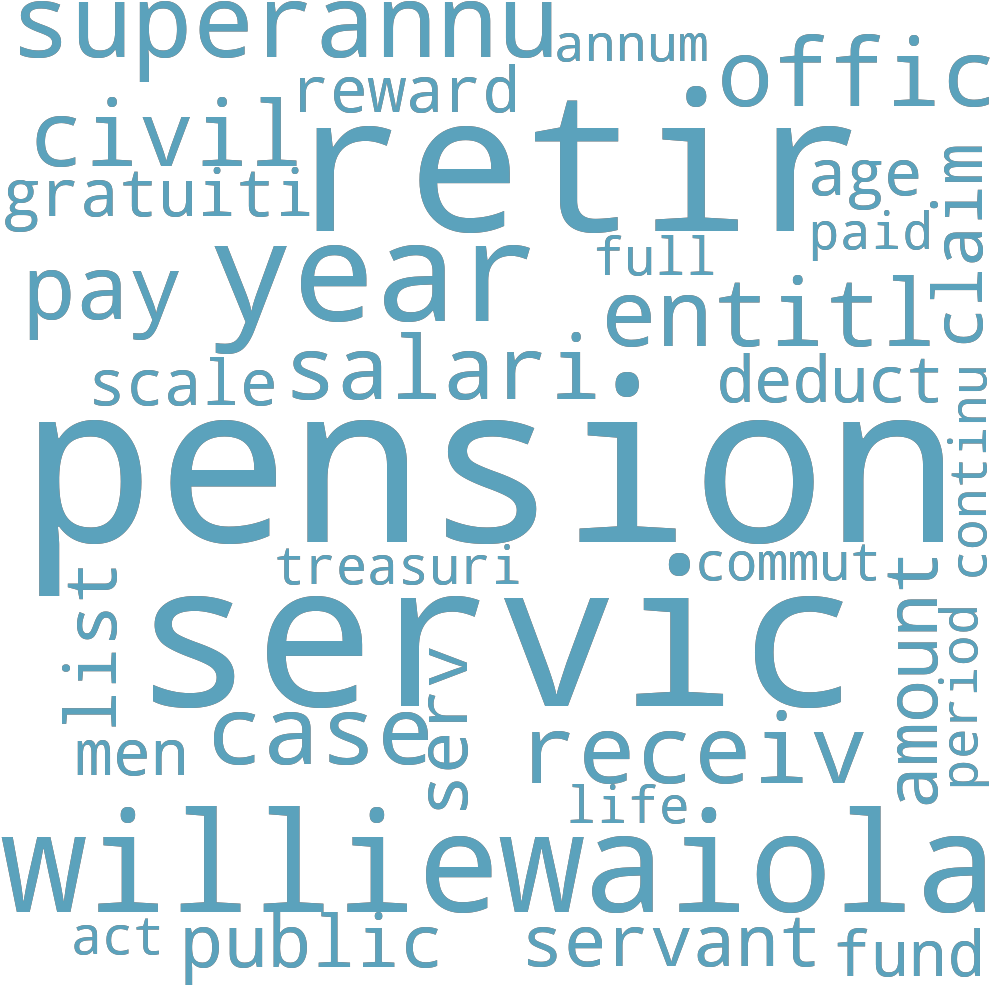 superannu
annum
offic
reward
civil
retir
gratuiti
age
claim
paid
year
full
pay
entitl
salari
scale
deduct
continu
pension
treasuri
commut
list
servic
amount
period
serv
case
men
receiv
life
williewaiola
act
public
servant
fund